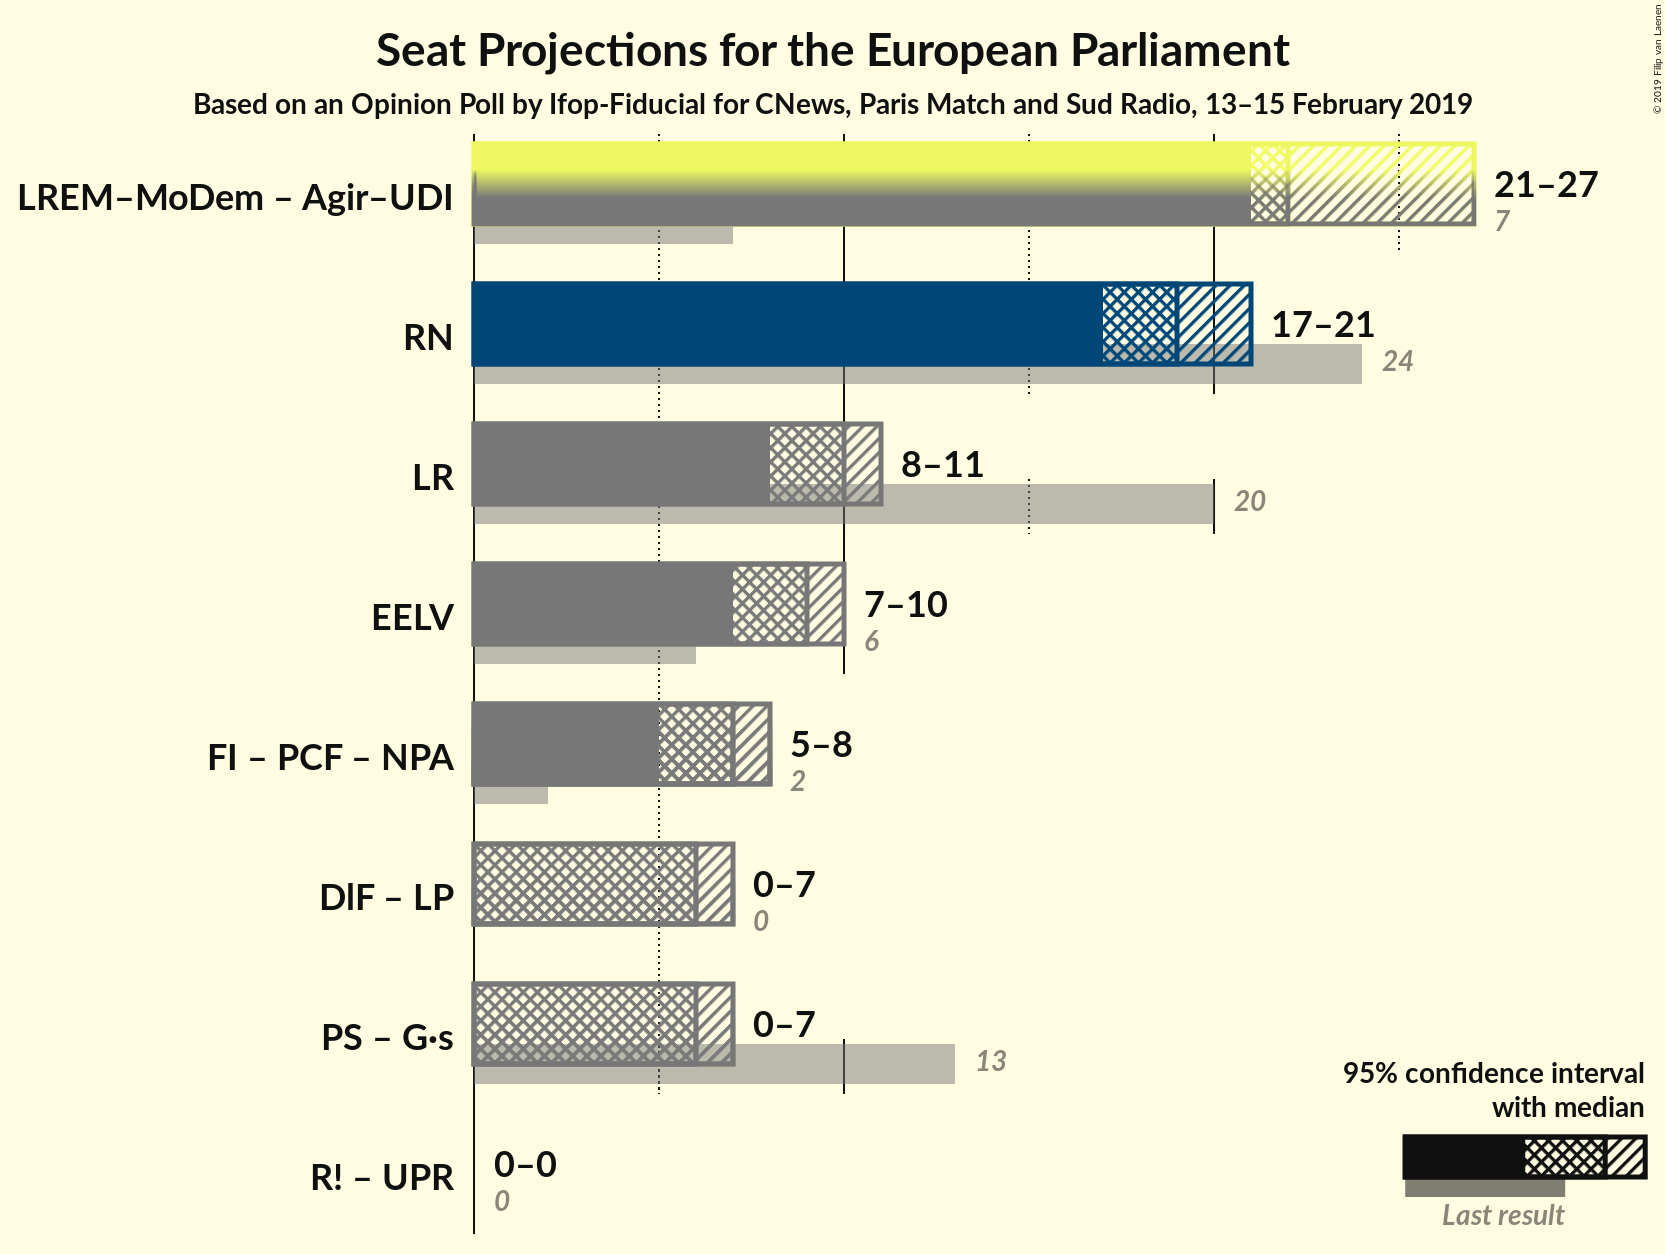 Seat Projections for the European Parliament
Based on an Opinion Poll by Ifop-Fiducial for CNews, Paris Match and Sud Radio, 13–15 February 2019
© 2019 Filip van Laenen
LREM–MoDem – Agir–UDI
21–27
7
RN
17–21
24
LR
8–11
20
EELV
7–10
6
FI – PCF – NPA
5–8
2
DlF – LP
0–7
0
PS – G·s
0–7
13
R! – UPR
0–0
0
95% confidence interval
with median
Last result